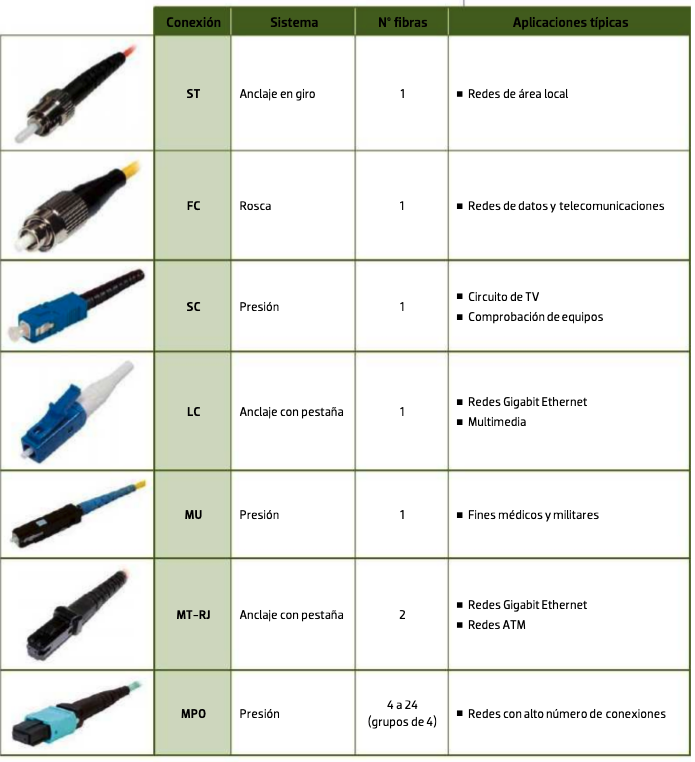 Conexión Sistema Nº fibras Aplicaciones típicas
ST Anclaje en giro 1 ■ Redes de área local
FC Rosca 1 ■ Redes de datos y telecomunicaciones
SC Presión 1 ■ Circuito de TV
■ Comprobación de equipos
LC Anclaje con pestaña 1 ■ Redes Gigabit Ethernet
■ Multimedia
MU Presión 1 ■ Fines médicos y militares
MT-RJ Anclaje con pestaña 2 ■ Redes Gigabit Ethernet
■ Redes ATM
MPO Presión 4 a 24
(grupos de 4) ■ Redes con alto número de conexiones